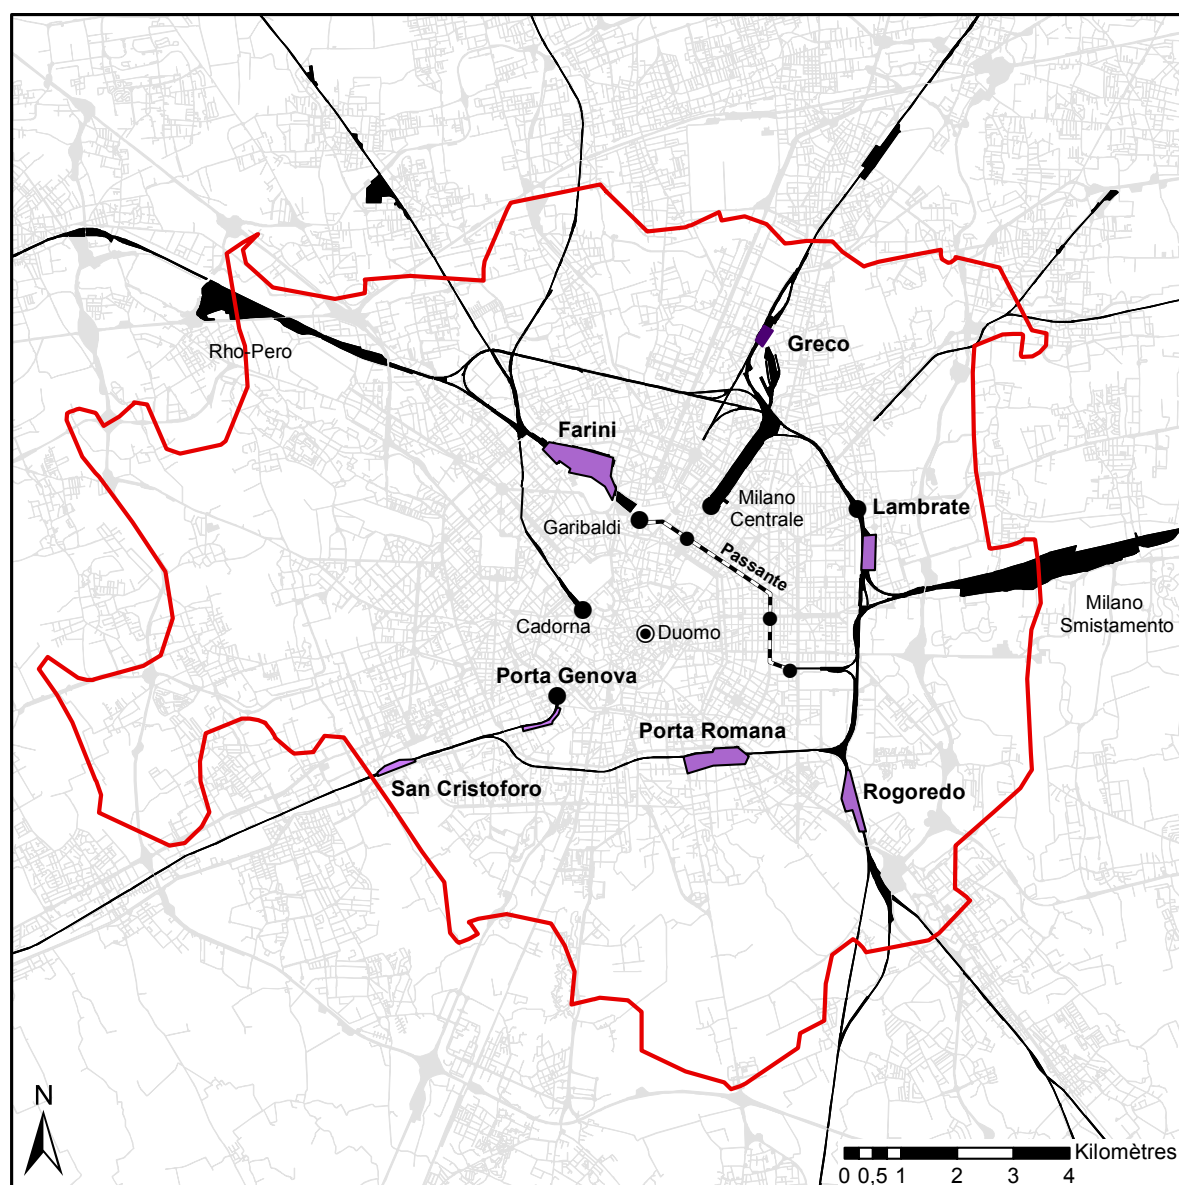 Rho-Pero
Greco
Farini
Milano
Centrale
Lambrate
Garibaldi
Passante
Milano
Smistamento
Cadorna
Duomo
Porta Genova
Porta Romana
San Cristoforo
Rogoredo
N
Kilomètres
0 0,5 1 2 3 4